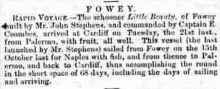 FOWEY.
RAPID VOYAGE.—The schooner Little Beauty, of Fowey
built by Mr. John Stephens, and commanded by Captain E.
Coombes, arrived at Cardiff on Tuesday, the 21st inst.,
from Palermo, with fruit, all well. This vessel (the last
launched by Mr. Stephens) sailed from Fowey on the 15th
October last for Naples with fish, and from thence to Pal-
ermo, and back to Cardiff, thus accomplishing the round
in the short space of 68 days, including the days of sailing
and arriving.